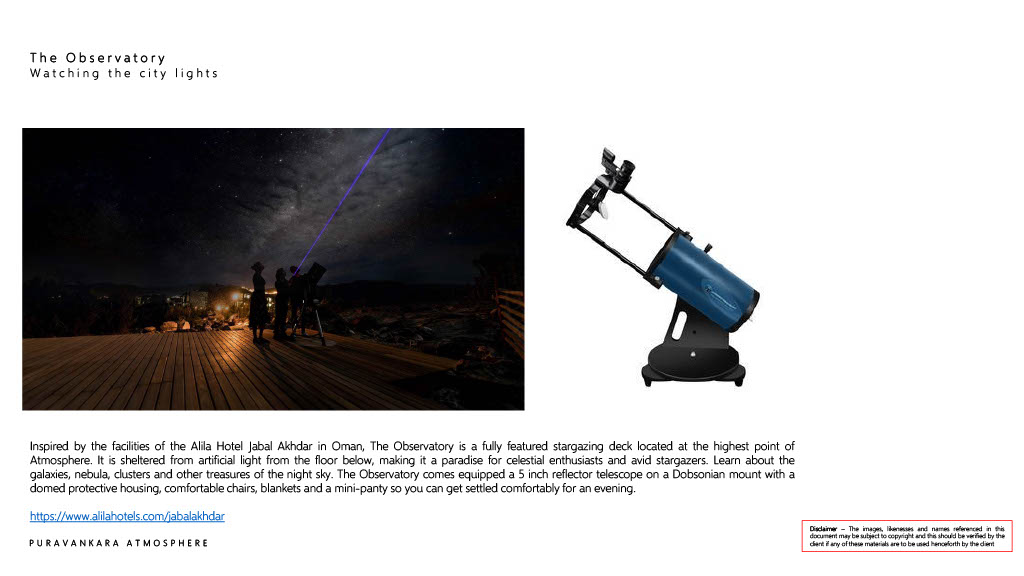 The Observatory
Watching the city lights
Inspired by the facilities of the Alila Hotel Jabal Akhdar in Oman, The Observatory is a fully featured stargazing deck located at the highest point of
Atmosphere. It is sheltered from artificial light from the floor below, making it a paradise for celestial enthusiasts and avid stargazers. Learn about the
galaxies, nebula, clusters and other treasures of the night sky. The Observatory comes equipped a 5 inch reflector telescope on a Dobsonian mount with a
domed protective housing, comfortable chairs, blankets and a mini-panty so you can get settled comfortably for an evening.
https://www.alilahotels.com/jabalakhdar
PURAVANKARA ATMOSPHERE
Disclaimer – The images, likenesses and names referenced in this
document may be subject to copyright and this should be verified by the
client if any of these materials are to be used henceforth by the client